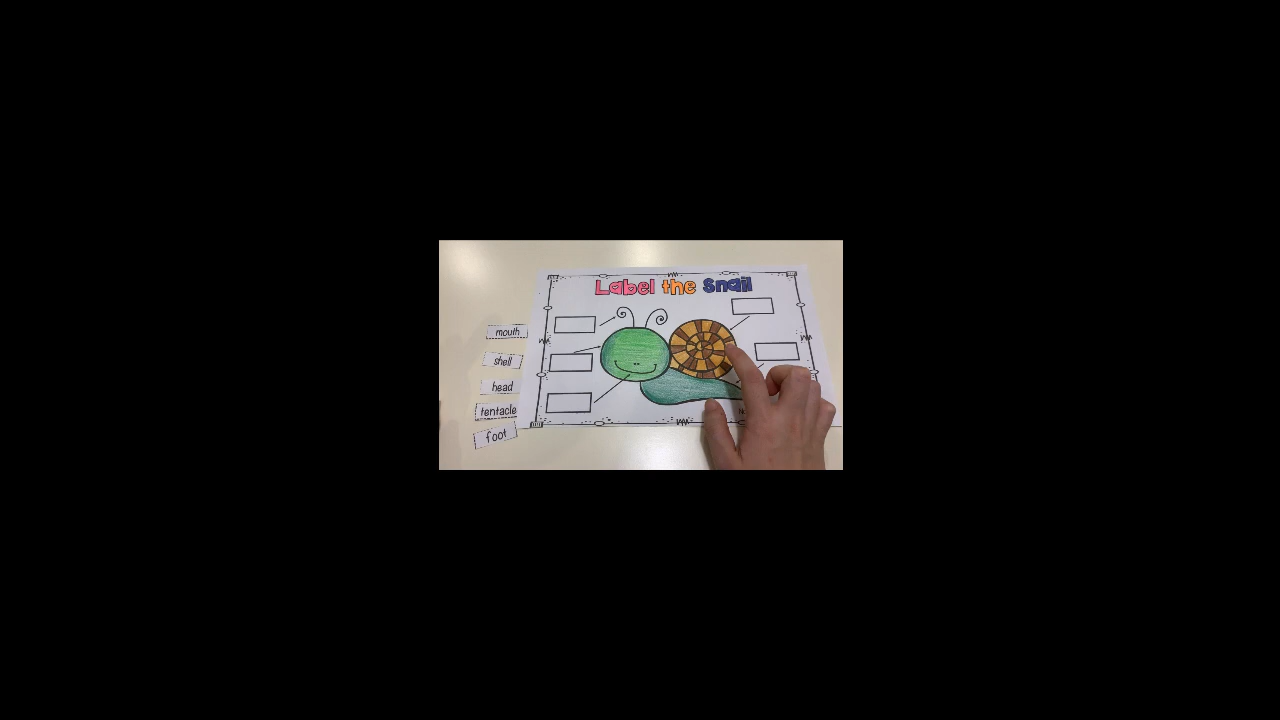 Label the Snail
mouth
shell
head
tentacle
foot